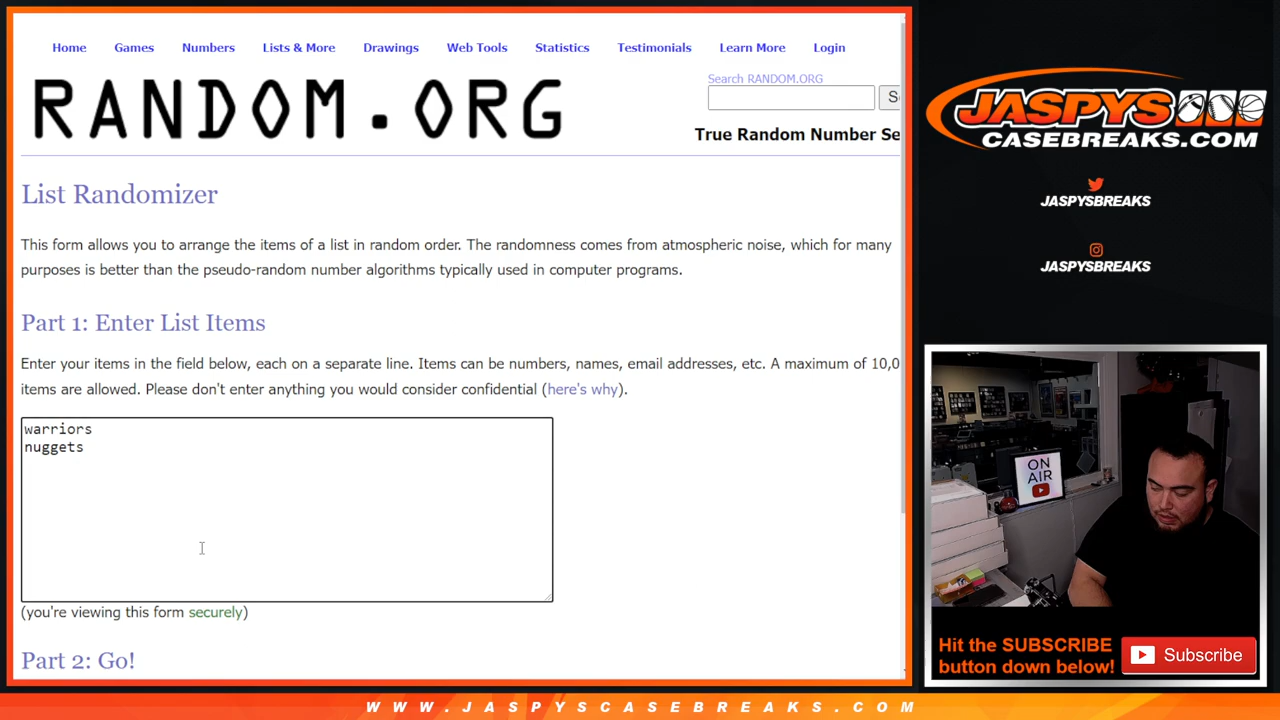 Home Games Numbers Lists & More Drawings Web Tools Statistics Testimonials Learn More Login
RANDOM.ORG
Search RANDOM.ORG
True Random Number Se
List Randomizer
This form allows you to arrange the items of a list in random order. The randomness comes from atmospheric noise, which for many
purposes is better than the pseudo-random number algorithms typically used in computer programs.
Part 1: Enter List Items
Enter your items in the field below, each on a separate line. Items can be numbers, names, email addresses, etc. A maximum of 10,0
items are allowed. Please don't enter anything you would consider confidential (here's why).
warriors
nuggets
(you're viewing this form securely)
Part 2: Go!
JASPYS
CASEBREAKS.COM
JASPYSBREAKS
JASPYSBREAKS
ON
AIR
Hit the SUBSCRIBE
button down below!
Subscribe
WWW.JASPYSCASEBREAKS.COM